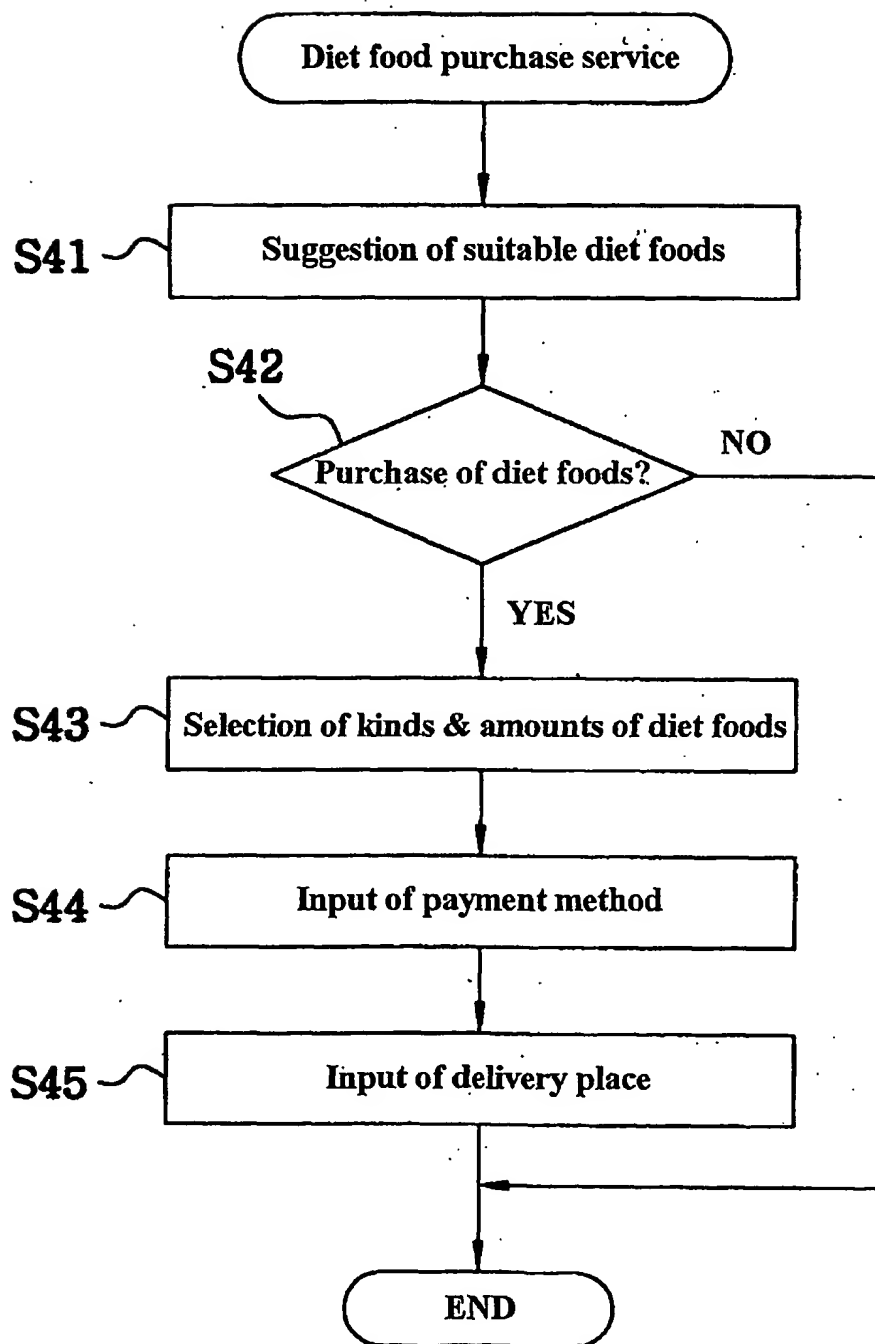 Diet food purchase service
S41
Suggestion of suitable diet foods
S42
Purchase of diet foods?
NO
YES
S43
Selection of kinds & amounts of diet foods
S44
Input of payment method
S45
Input of delivery place
END